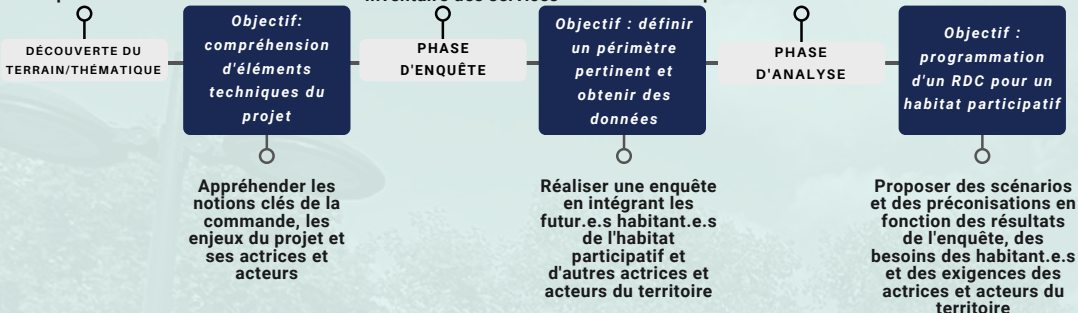 inventaire des services
DÉCOUVERTE DU
TERRAIN/THÉMATIQUE
Objectif:
compréhension
d'éléments
techniques du
projet
Appréhender les
notions clés de la
commande, les
enjeux du projet et
ses actrices et
acteurs
PHASE
D'ENQUÊTE
Objectif : définir
un périmètre
pertinent et
obtenir des
données
Réaliser une enquête
en intégrant les
futur.e.s habitant.e.s
de l'habitat
participatif et
d'autres actrices et
acteurs du territoire
PHASE
D'ANALYSE
Objectif :
programmation
d'un RDC pour un
habitat participatif
Proposer des scénarios
et des préconisations en
fonction des résultats
de l'enquête, des
besoins des habitant.e.s
et des exigences des
actrices et acteurs du
territoire